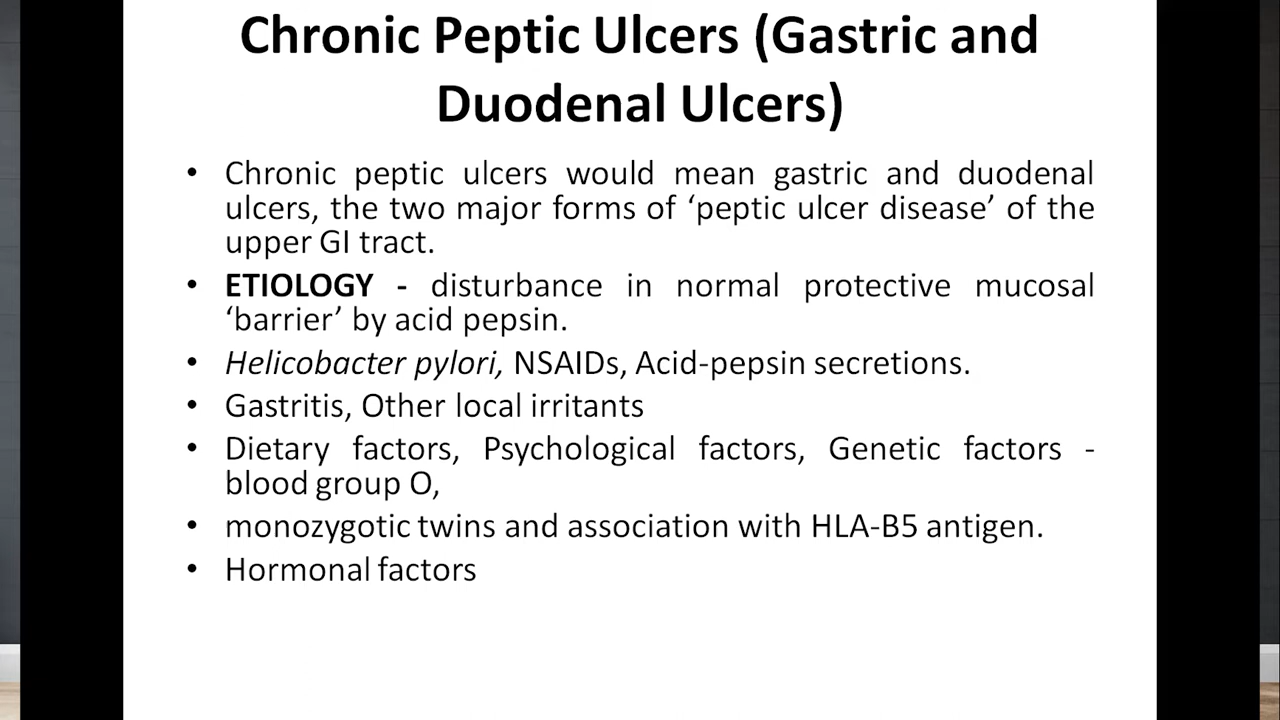 Chronic Peptic Ulcers (Gastric and
Duodenal Ulcers)
• Chronic peptic ulcers would mean gastric and duodenal
ulcers, the two major forms of ‘peptic ulcer disease’ of the
upper GI tract.
• ETIOLOGY - disturbance in normal protective mucosal
‘barrier’ by acid pepsin.
• Helicobacter pylori, NSAIDs, Acid-pepsin secretions.
• Gastritis, Other local irritants
• Dietary factors, Psychological factors, Genetic factors -
blood group O,
• monozygotic twins and association with HLA-B5 antigen.
• Hormonal factors